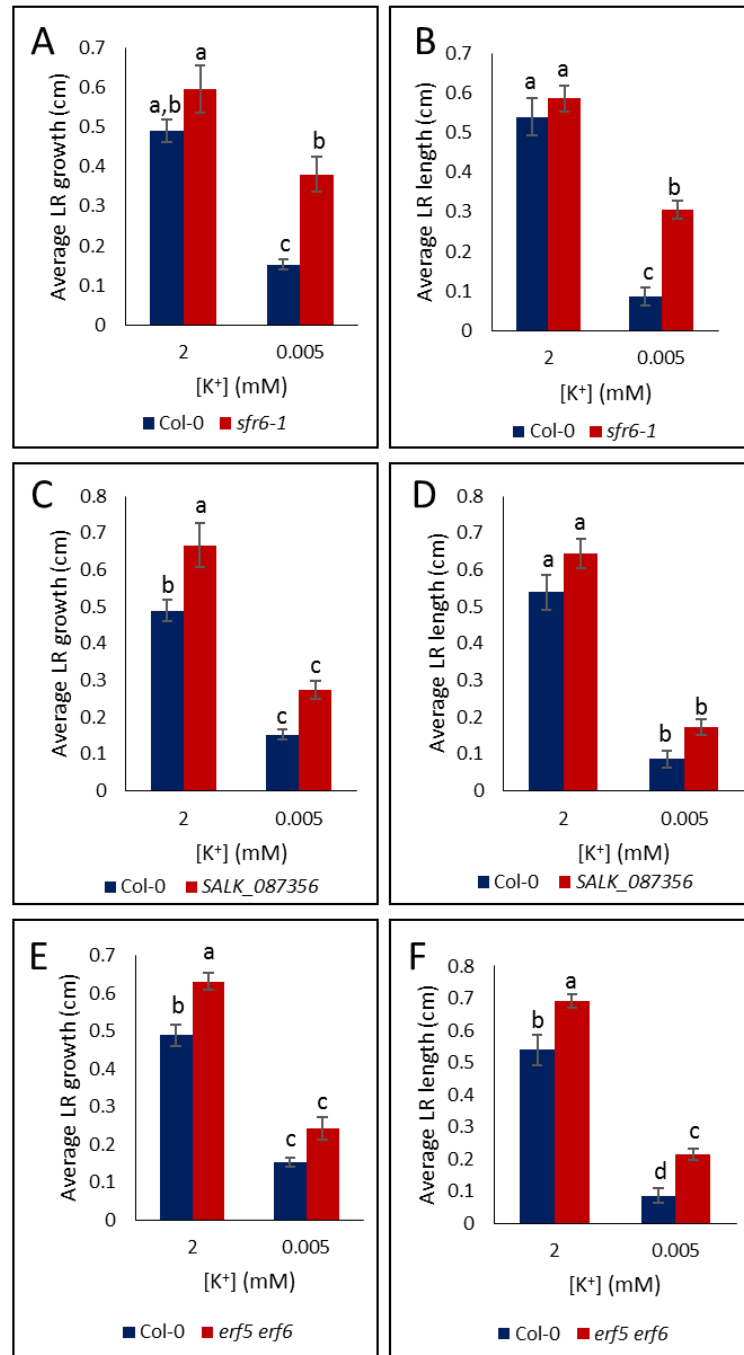 A
Average LR growth (cm)
0.7
0.6
0.5
0.4
0.3
0.2
0.1
0
a,b
a
c
b
2
0.005
[K⁺] (mM)
Col-0
sfr6-1
B
Average LR length (cm)
0.7
0.6
0.5
0.4
0.3
0.2
0.1
0
a
a
c
b
2
0.005
[K⁺] (mM)
Col-0
sfr6-1
C
Average LR growth (cm)
0.8
0.7
0.6
0.5
0.4
0.3
0.2
0.1
0
b
a
c
c
2
0.005
[K⁺] (mM)
Col-0
SALK_087356
D
Average LR length (cm)
0.8
0.7
0.6
0.5
0.4
0.3
0.2
0.1
0
a
a
b
b
2
0.005
[K⁺] (mM)
Col-0
SALK_087356
E
Average LR growth (cm)
0.7
0.6
0.5
0.4
0.3
0.2
0.1
0
b
a
c
c
2
0.005
[K⁺] (mM)
Col-0
erf5 erf6
F
Average LR length (cm)
0.8
0.7
0.6
0.5
0.4
0.3
0.2
0.1
0
b
a
d
c
2
0.005
[K⁺] (mM)
Col-0
erf5 erf6